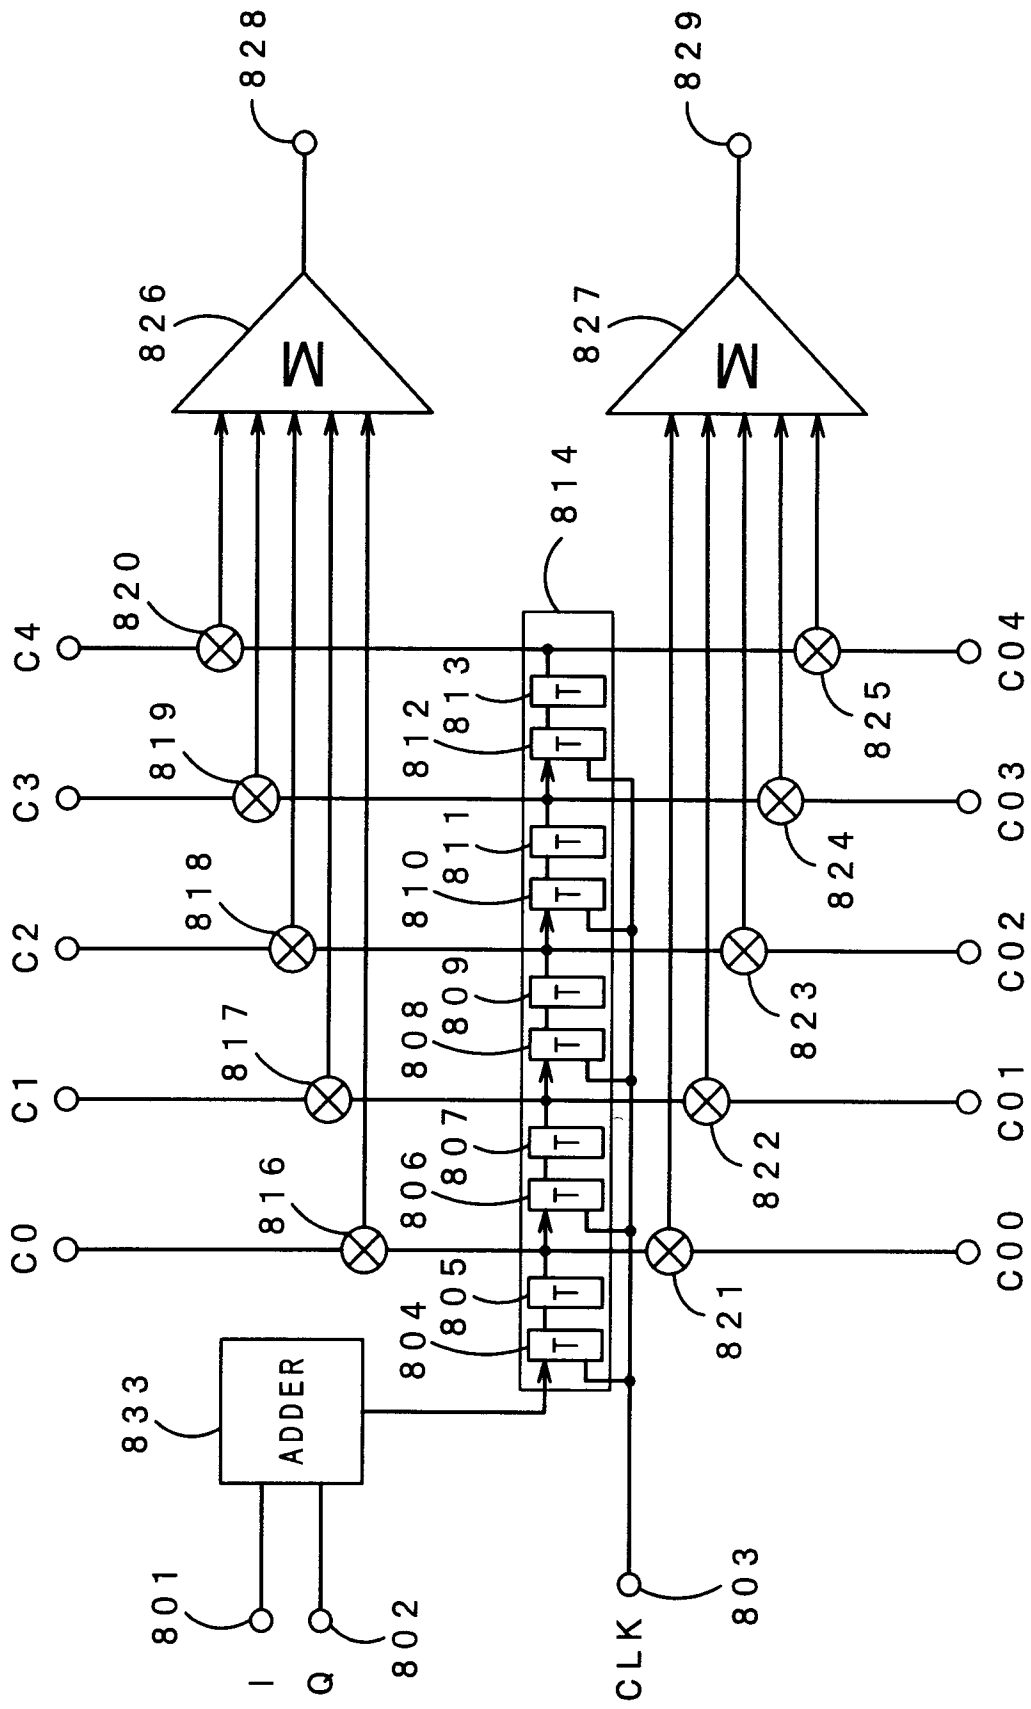 C0
C1
C2
C3
C4
816
817
818
819
820
826
828
Σ
801
I
833
ADDER
802
Q
804
805
806
807
808
809
810
811
812
813
814
T
T
T
T
T
T
T
T
T
T
CLK
803
821
822
823
824
825
827
829
Σ
C00
C01
C02
C03
C04